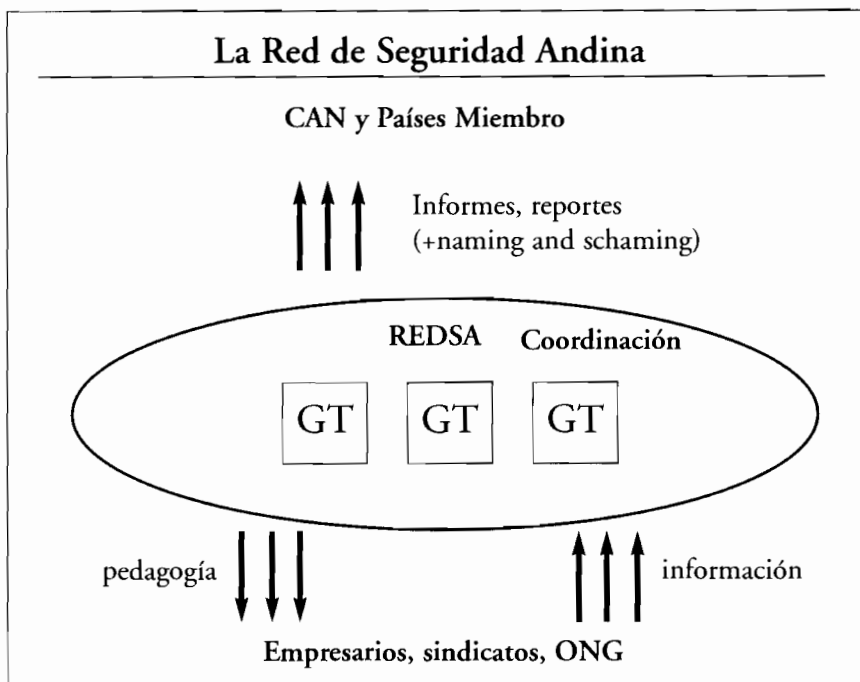 La Red de Seguridad Andina
CAN y Países Miembro
Informes, reportes
(+naming and schaming)
REDSA Coordinación
GT GT GT
pedagogía información
Empresarios, sindicatos, ONG